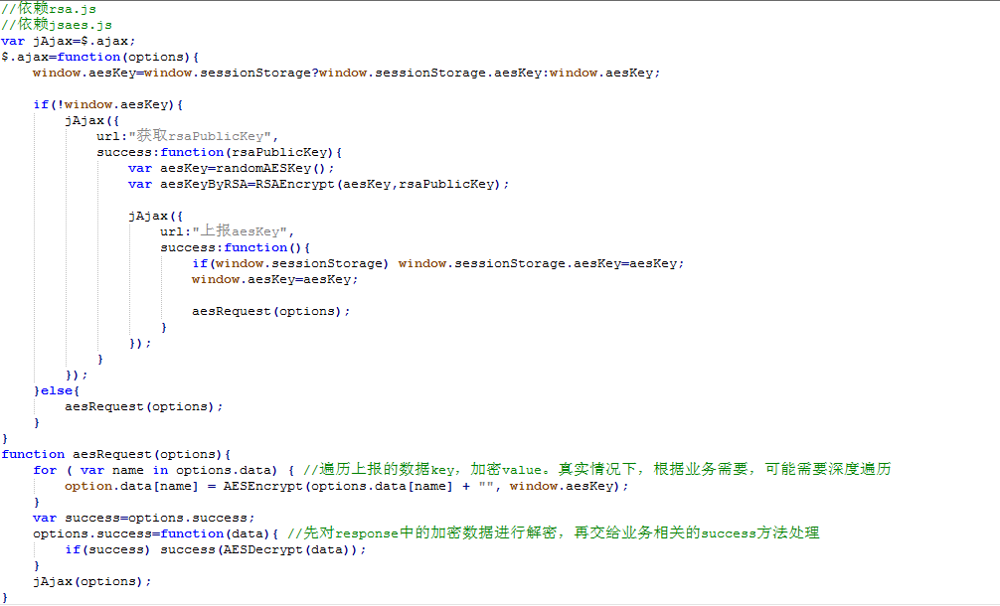 //依赖rsa.js
//依赖jsaes.js
var jAjax=$.ajax;
$.ajax=function(options){
    window.aesKey=window.sessionStorage?window.sessionStorage.aesKey:window.aesKey;

    if(!window.aesKey){
        jAjax({
            url:"获取rsaPublicKey",
            success:function(rsaPublicKey){
                var aesKey=randomAESKey();
                var aesKeyByRSA=RSAEncrypt(aesKey,rsaPublicKey);

                jAjax({
                    url:"上报aesKey",
                    success:function(){
                        if(window.sessionStorage) window.sessionStorage.aesKey=aesKey;
                        window.aesKey=aesKey;

                        aesRequest(options);
                    }
                });
            }
        });
    }else{
        aesRequest(options);
    }
}
function aesRequest(options){
    for ( var name in options.data) { //遍历上报的数据key，加密value。真实情况下，根据业务需要，可能需要深度遍历
        option.data[name] = AESEncrypt(options.data[name] + "", window.aesKey);
    }
    var success=options.success;
    options.success=function(data){ //先对response中的加密数据进行解密，再交给业务相关的success方法处理
        if(success) success(AESDecrypt(data));
    }
    jAjax(options);
}